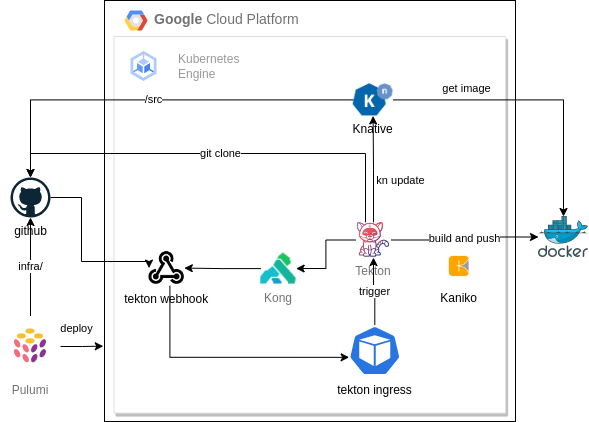 Google Cloud Platform
Kubernetes
Engine
K
n
Knative
get image
/src
git clone
kn update
github
infra/
tekton webhook
Kong
Tekton
build and push
docker
Kaniko
trigger
deploy
Pulumi
tekton ingress